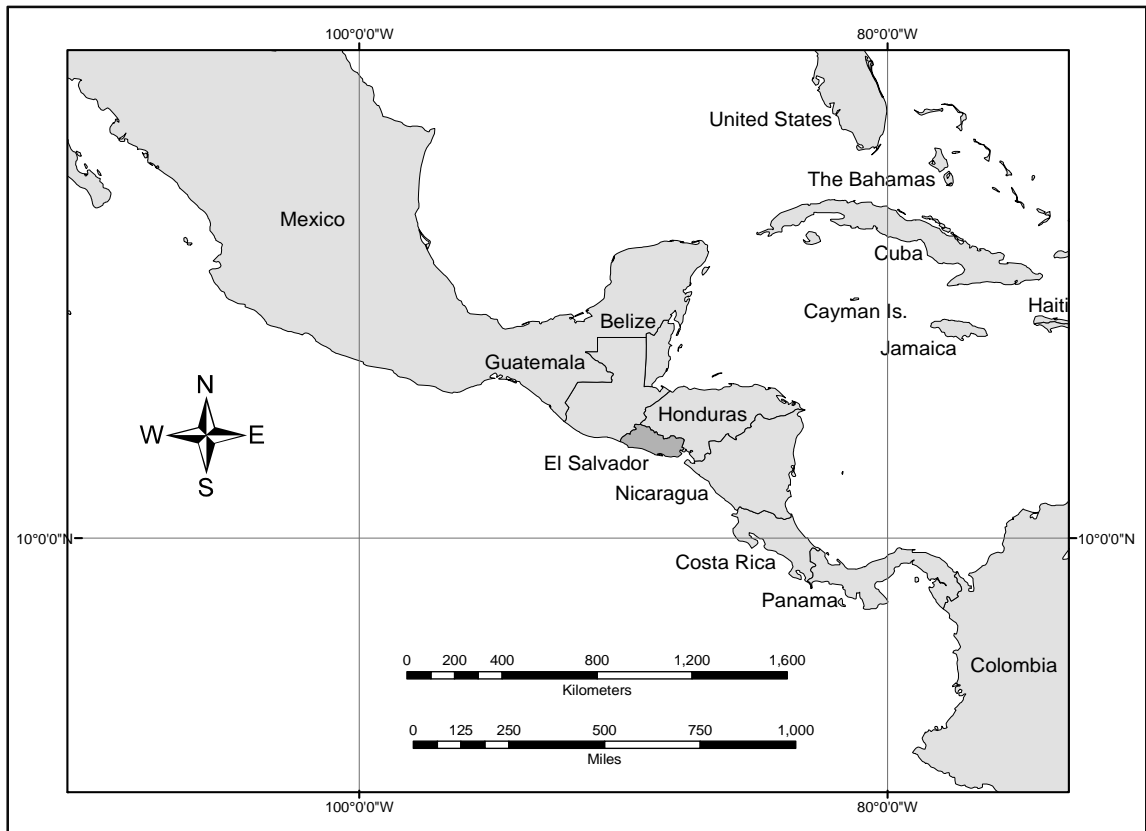 100°0'0"W
80°0'0"W
United States
The Bahamas
Mexico
Cuba
Cayman Is.
Haiti
Belize
Jamaica
Guatemala
N
Honduras
W
E
El Salvador
S
Nicaragua
10°0'0"N
10°0'0"N
Costa Rica
Panama
Colombia
0 200 400 800 1,200 1,600
Kilometers
0 125 250 500 750 1,000
Miles
100°0'0"W
80°0'0"W